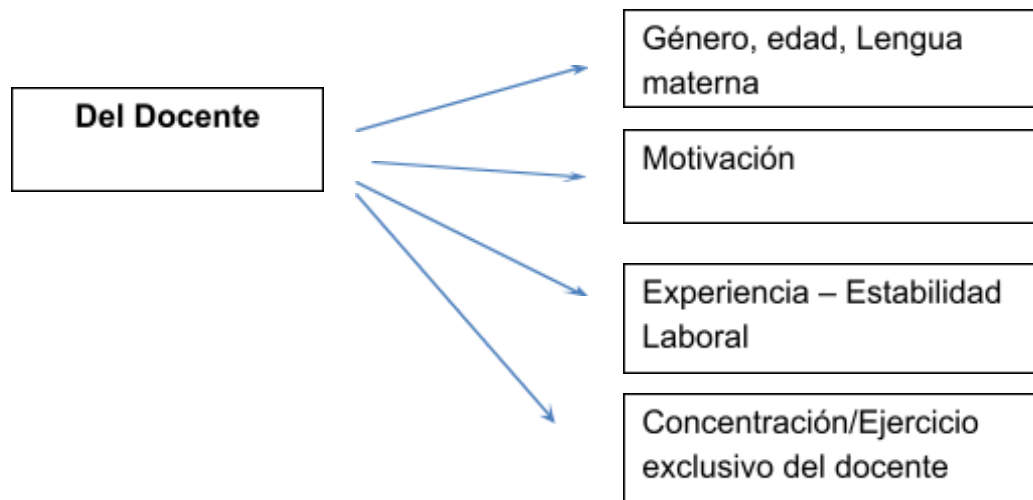 Del Docente
Género, edad, Lengua
materna
Motivación
Experiencia – Estabilidad
Laboral
Concentración/Ejercicio
exclusivo del docente